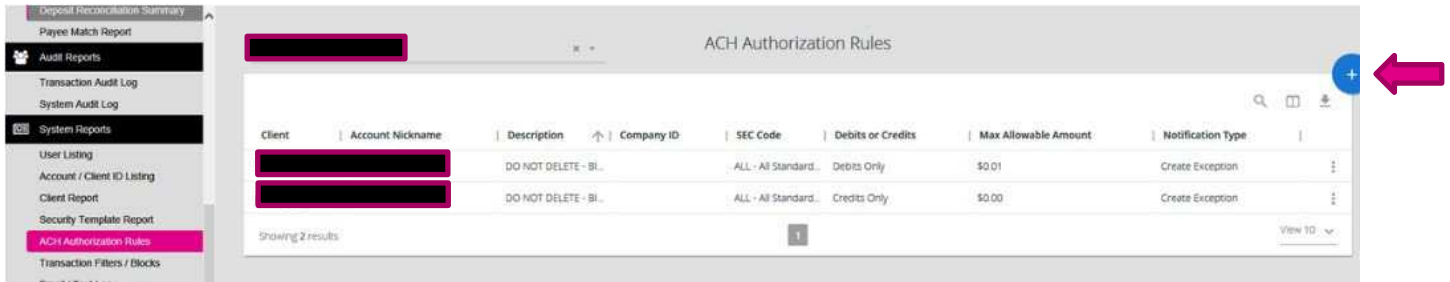 Deposit Reconciliation Summary
Payee Match Report
Audit Reports
Transaction Audit Log
System Audit Log
System Reports
User Listing
Account / Client ID Listing
Client Report
Security Template Report
ACH Authorization Rules
Transaction Filters / Blocks
ACH Authorization Rules
Client Account Nickname Description Company ID SEC Code Debits or Credits Max Allowable Amount Notification Type
DO NOT DELETE - Bl... ALL - All Standard... Debits Only $0.01 Create Exception
DO NOT DELETE - Bl... ALL - All Standard... Credits Only $0.00 Create Exception
Showing 2 results 1 View 10